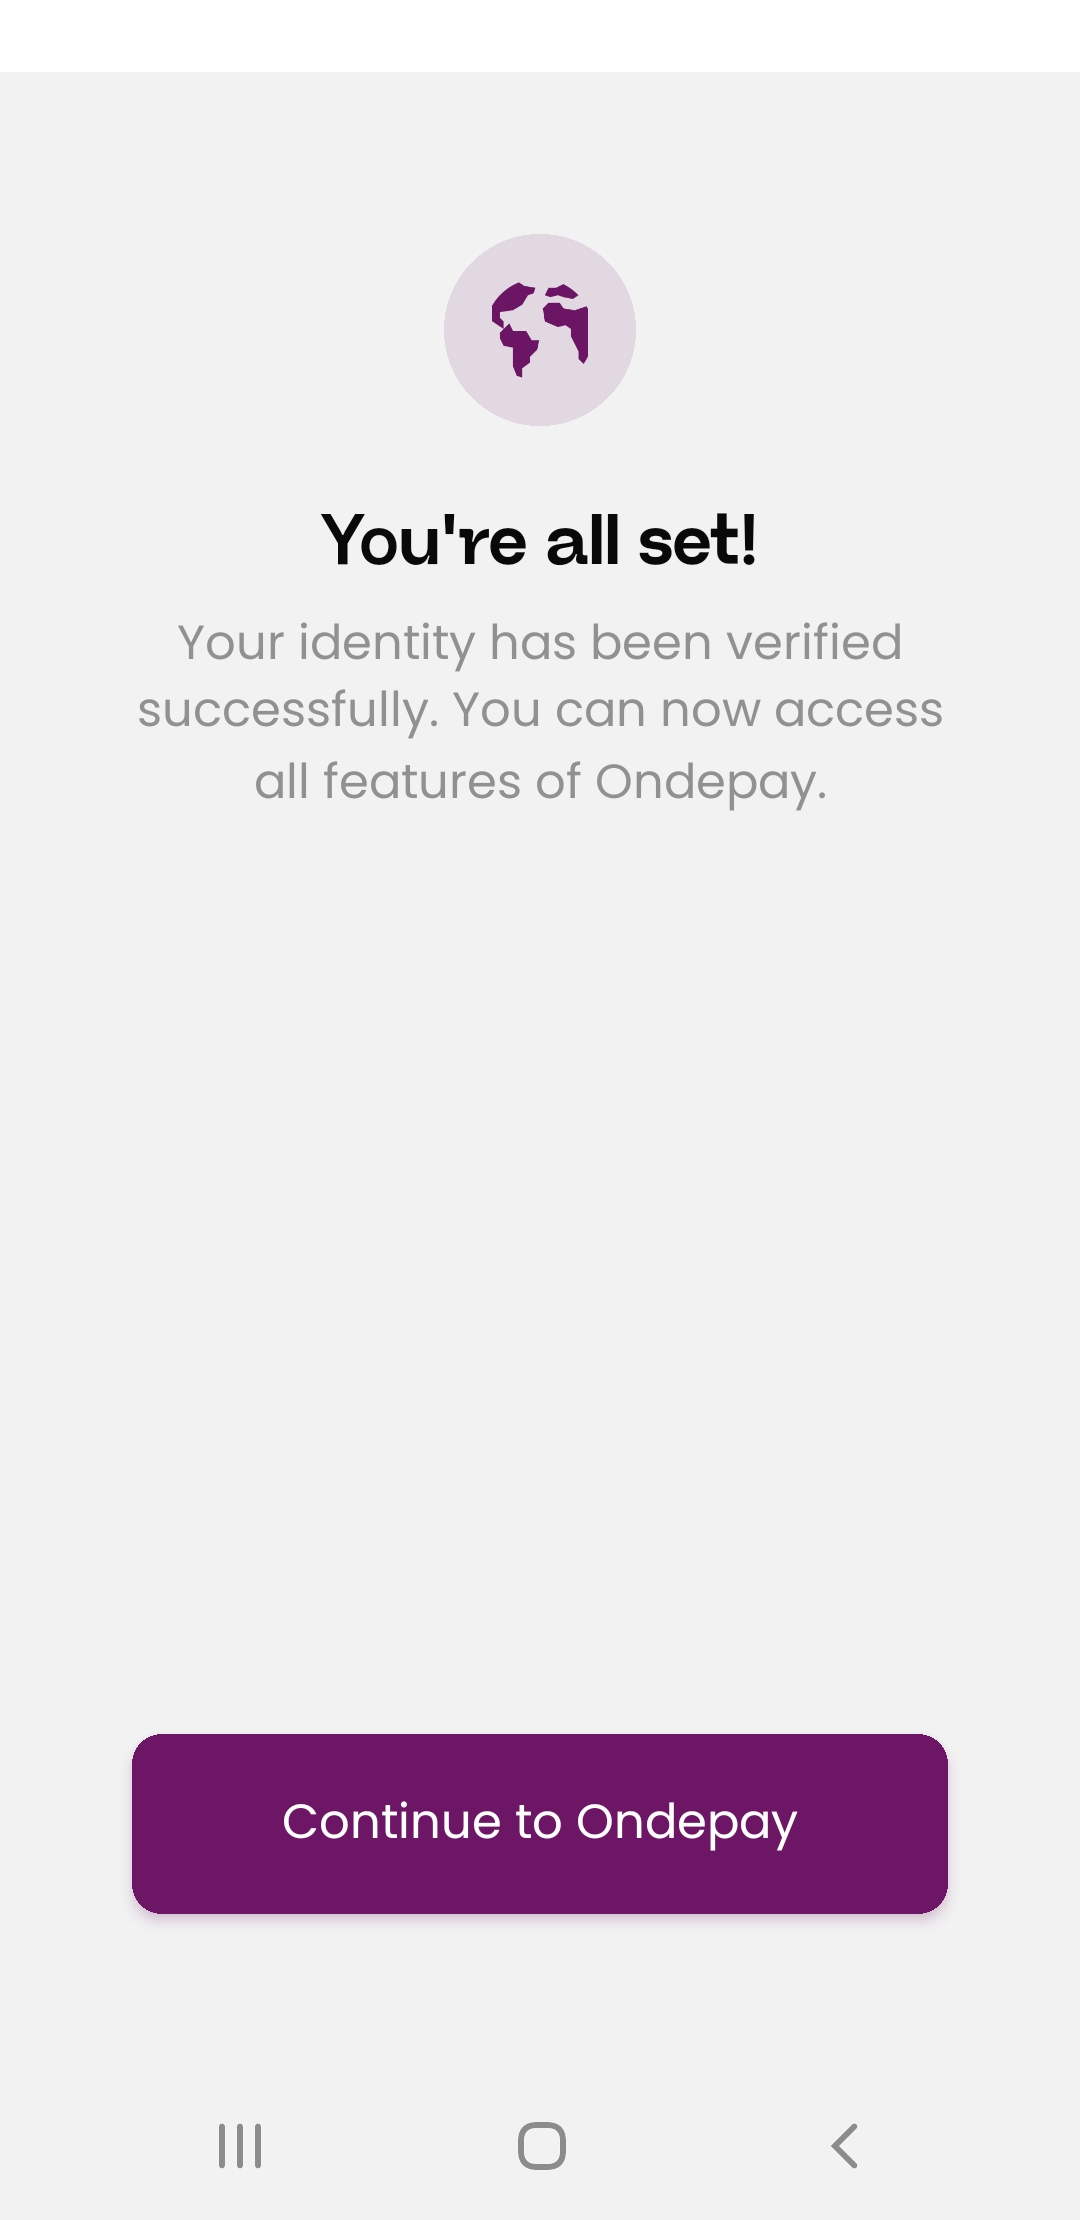 You're all set!
Your identity has been verified
successfully. You can now access
all features of Ondepay.
Continue to Ondepay